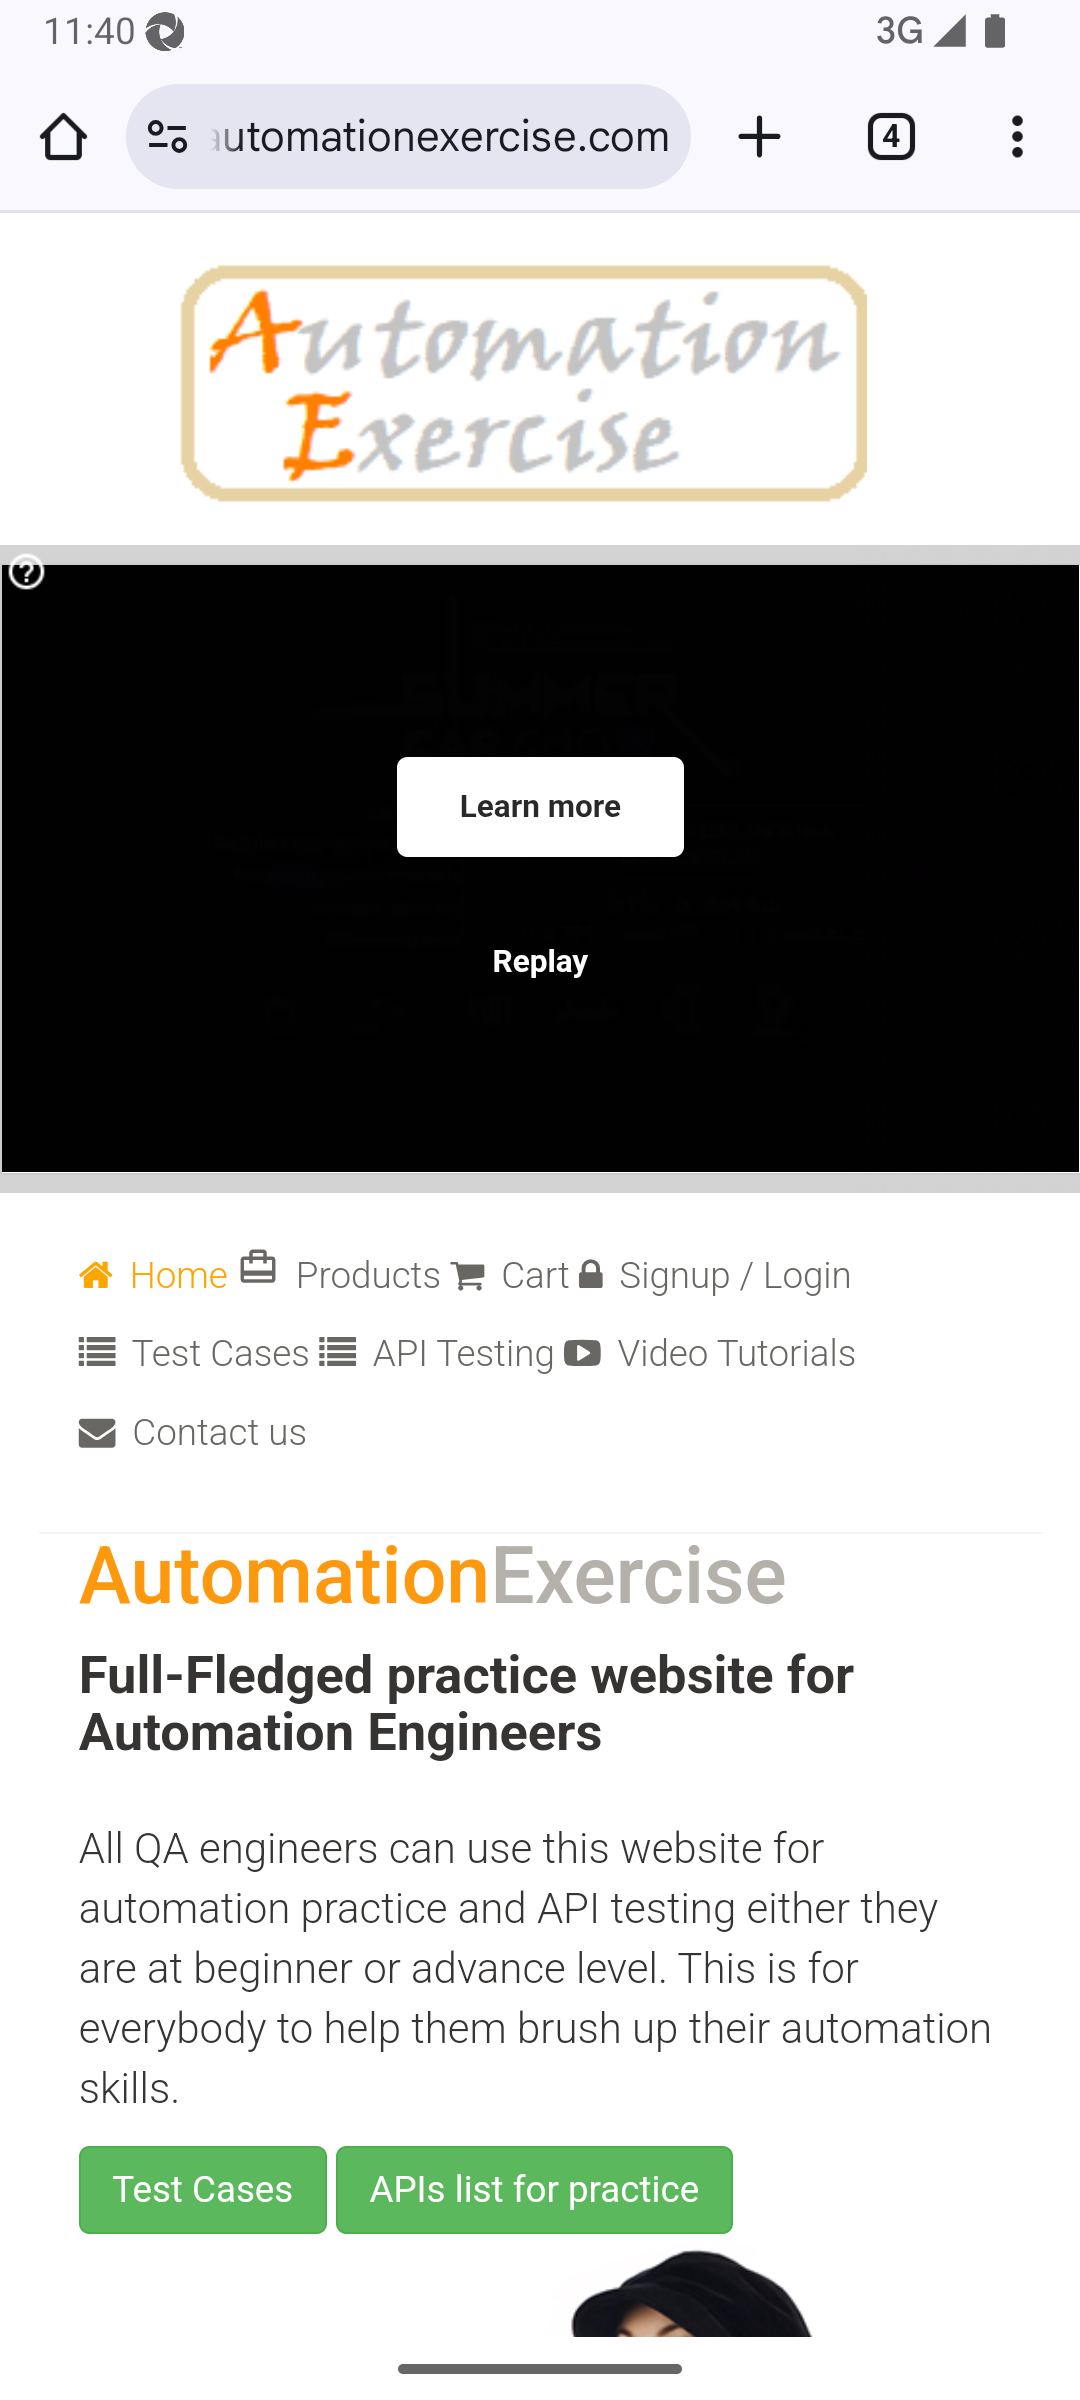 11:40
3G
automationexercise.com
4
Automation
Exercise
?
Learn more
Replay
Home Products Cart Signup / Login
Test Cases API Testing Video Tutorials
Contact us
AutomationExercise
Full-Fledged practice website for
Automation Engineers
All QA engineers can use this website for
automation practice and API testing either they
are at beginner or advance level. This is for
everybody to help them brush up their automation
skills.
Test Cases APIs list for practice